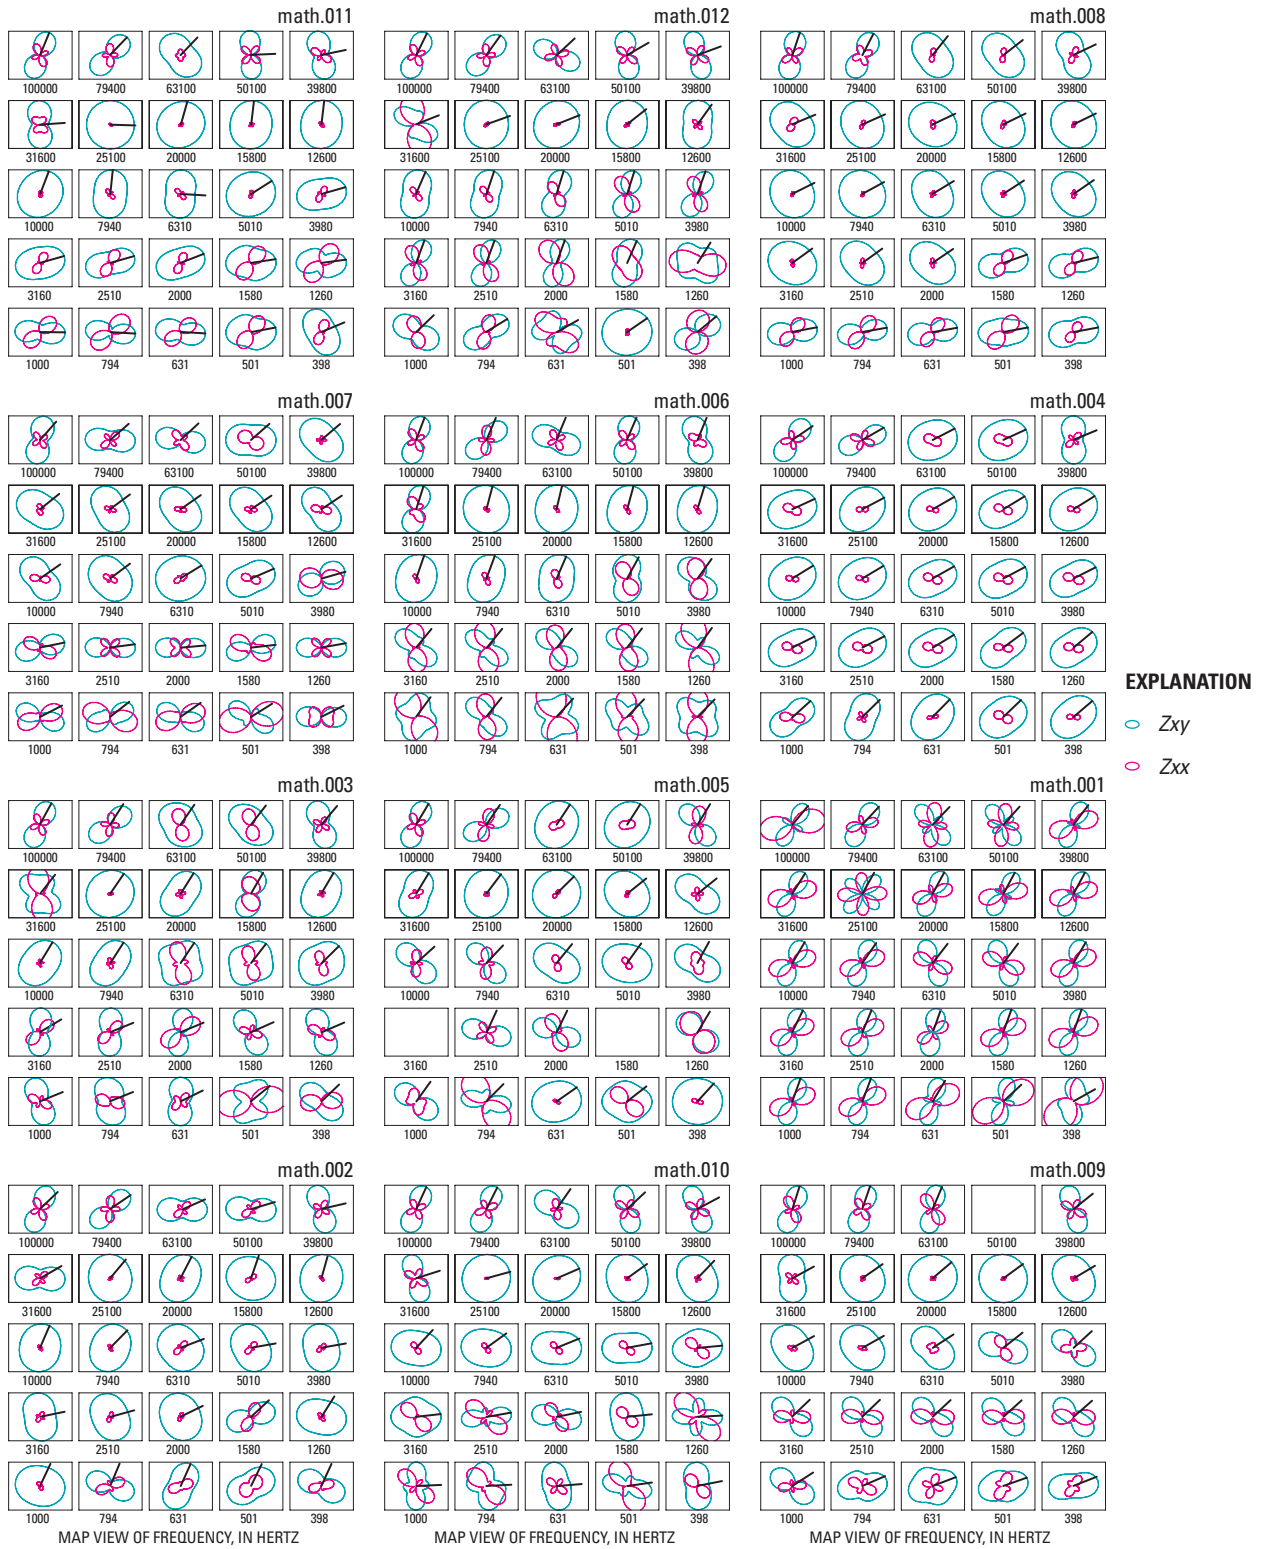 math.011 math.012 math.008
100000 79400 63100 50100 39800 100000 79400 63100 50100 39800 100000 79400 63100 50100 39800
31600 25100 20000 15800 12600 31600 25100 20000 15800 12600 31600 25100 20000 15800 12600
10000 7940 6310 5010 3980 10000 7940 6310 5010 3980 10000 7940 6310 5010 3980
3160 2510 2000 1580 1260 3160 2510 2000 1580 1260 3160 2510 2000 1580 1260
1000 794 631 501 398 1000 794 631 501 398 1000 794 631 501 398
math.007 math.006 math.004
100000 79400 63100 50100 39800 100000 79400 63100 50100 39800 100000 79400 63100 50100 39800
31600 25100 20000 15800 12600 31600 25100 20000 15800 12600 31600 25100 20000 15800 12600
10000 7940 6310 5010 3980 10000 7940 6310 5010 3980 10000 7940 6310 5010 3980
3160 2510 2000 1580 1260 3160 2510 2000 1580 1260 3160 2510 2000 1580 1260
1000 794 631 501 398 1000 794 631 501 398 1000 794 631 501 398
EXPLANATION
Zxy
Zxx
math.003 math.005 math.001
100000 79400 63100 50100 39800 100000 79400 63100 50100 39800 100000 79400 63100 50100 39800
31600 25100 20000 15800 12600 31600 25100 20000 15800 12600 31600 25100 20000 15800 12600
10000 7940 6310 5010 3980 10000 7940 6310 5010 3980 10000 7940 6310 5010 3980
3160 2510 2000 1580 1260 3160 2510 2000 1580 1260 3160 2510 2000 1580 1260
1000 794 631 501 398 1000 794 631 501 398 1000 794 631 501 398
math.002 math.010 math.009
100000 79400 63100 50100 39800 100000 79400 63100 50100 39800 100000 79400 63100 50100 39800
31600 25100 20000 15800 12600 31600 25100 20000 15800 12600 31600 25100 20000 15800 12600
10000 7940 6310 5010 3980 10000 7940 6310 5010 3980 10000 7940 6310 5010 3980
3160 2510 2000 1580 1260 3160 2510 2000 1580 1260 3160 2510 2000 1580 1260
1000 794 631 501 398 1000 794 631 501 398 1000 794 631 501 398
MAP VIEW OF FREQUENCY, IN HERTZ MAP VIEW OF FREQUENCY, IN HERTZ MAP VIEW OF FREQUENCY, IN HERTZ